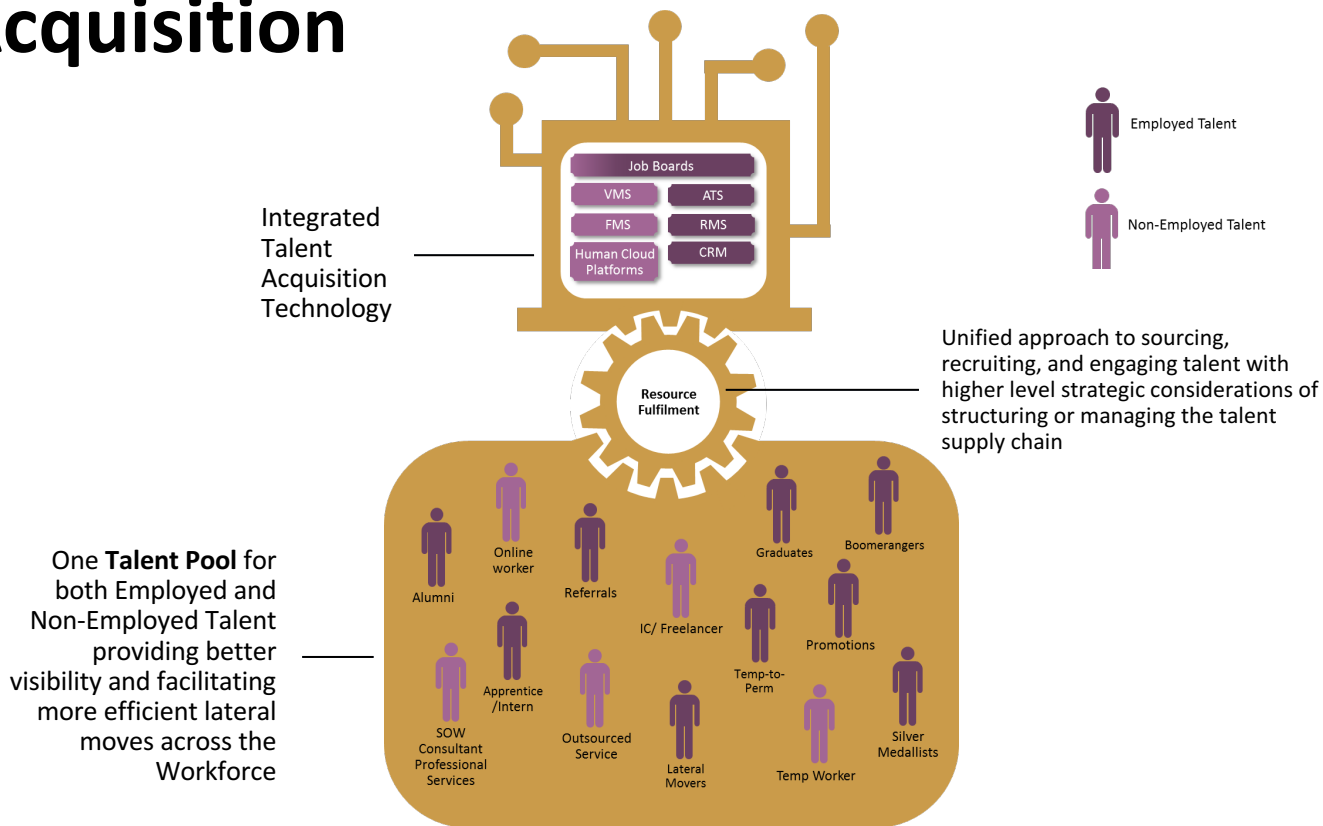 cquisition
Job Boards
VMS
ATS
FMS
RMS
Human Cloud
Platforms
CRM
Employed Talent
Non-Employed Talent
Integrated
Talent
Acquisition
Technology
Resource
Fulfilment
Unified approach to sourcing,
recruiting, and engaging talent with
higher level strategic considerations of
structuring or managing the talent
supply chain
One Talent Pool for
both Employed and
Non-Employed Talent
providing better
visibility and facilitating
more efficient lateral
moves across the
Workforce
Alumni
Online
worker
Referrals
IC/ Freelancer
Graduates
Boomerangers
Apprentice
/Intern
Temp-to-
Perm
Promotions
SOW
Consultant
Professional
Services
Outsourced
Service
Lateral
Movers
Temp Worker
Silver
Medallists